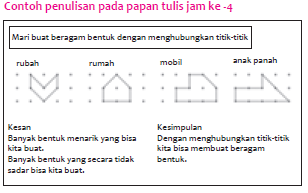 Contoh penulisan pada papan tulis jam ke -4
Mari buat beragam bentuk dengan menghubungkan titik-titik
rubah rumah mobil anak panah
Kesan
Banyak bentuk menarik yang bisa
kita buat.
Banyak bentuk yang secara tidak
sadar bisa kita buat.
Kesimpulan
Dengan menghubungkan titik-titik
kita bisa membuat beragam
bentuk.